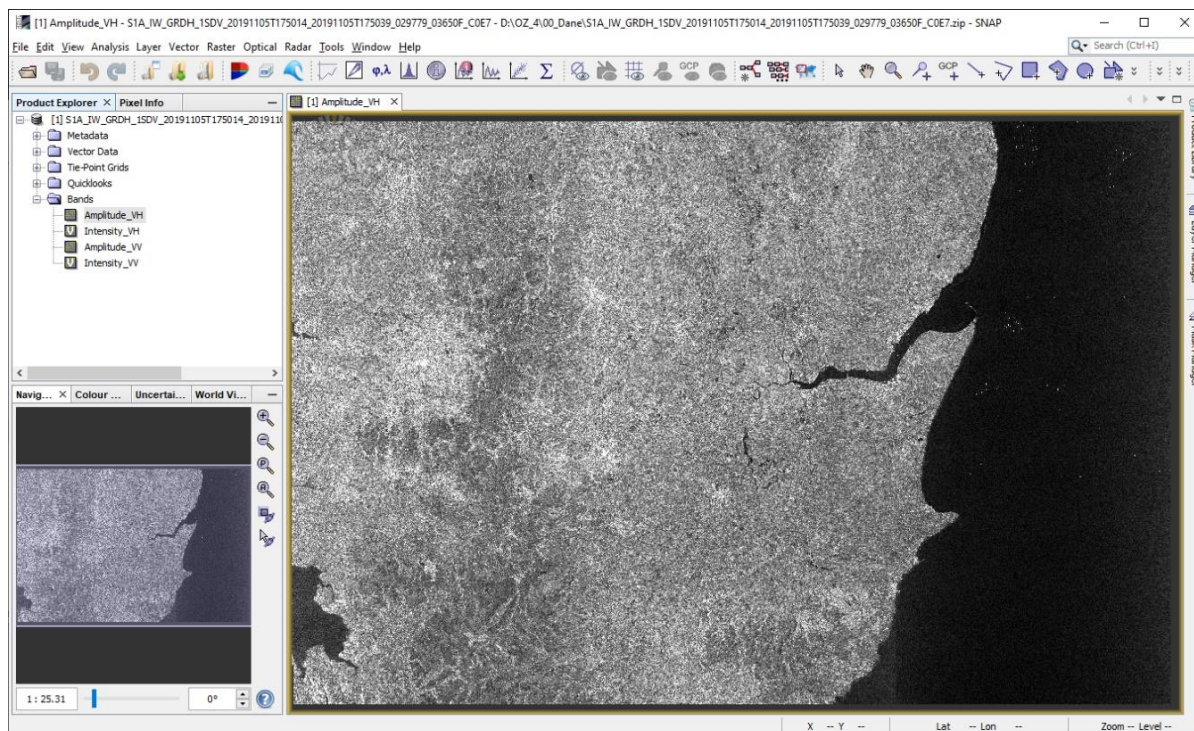 [1] Amplitude_VH - S1A_IW_GRDH_1SDV_20191105T175014_20191105T175039_029779_03650F_C0E7 - D:\OZ_4\00_Dane\S1A_IW_GRDH_1SDV_20191105T175014_20191105T175039_029779_03650F_C0E7.zip - SNAP
File Edit View Analysis Layer Vector Raster Optical Radar Tools Window Help
Search (Ctrl+I)
φ,λ Σ GCP GCP
Product Explorer Pixel Info
[1] Amplitude_VH
[1] S1A_IW_GRDH_1SDV_20191105T175014_201911
Metadata
Vector Data
Tie-Point Grids
Quicklooks
Bands
Amplitude_VH
Intensity_VH
Amplitude_VV
Intensity_VV
Navig... Colour ... Uncertai... World Vi...
1 : 25.31
0°
X -- Y -- Lat -- Lon -- Zoom -- Level --